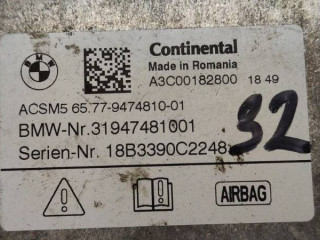 BMW
Continental
Made in Romania
A3C00182800 18 49
ACSM5 65.77-9474810-01
BMW-Nr.31947481001
Serien-Nr. 18B3390C2248
32
AIRBAG